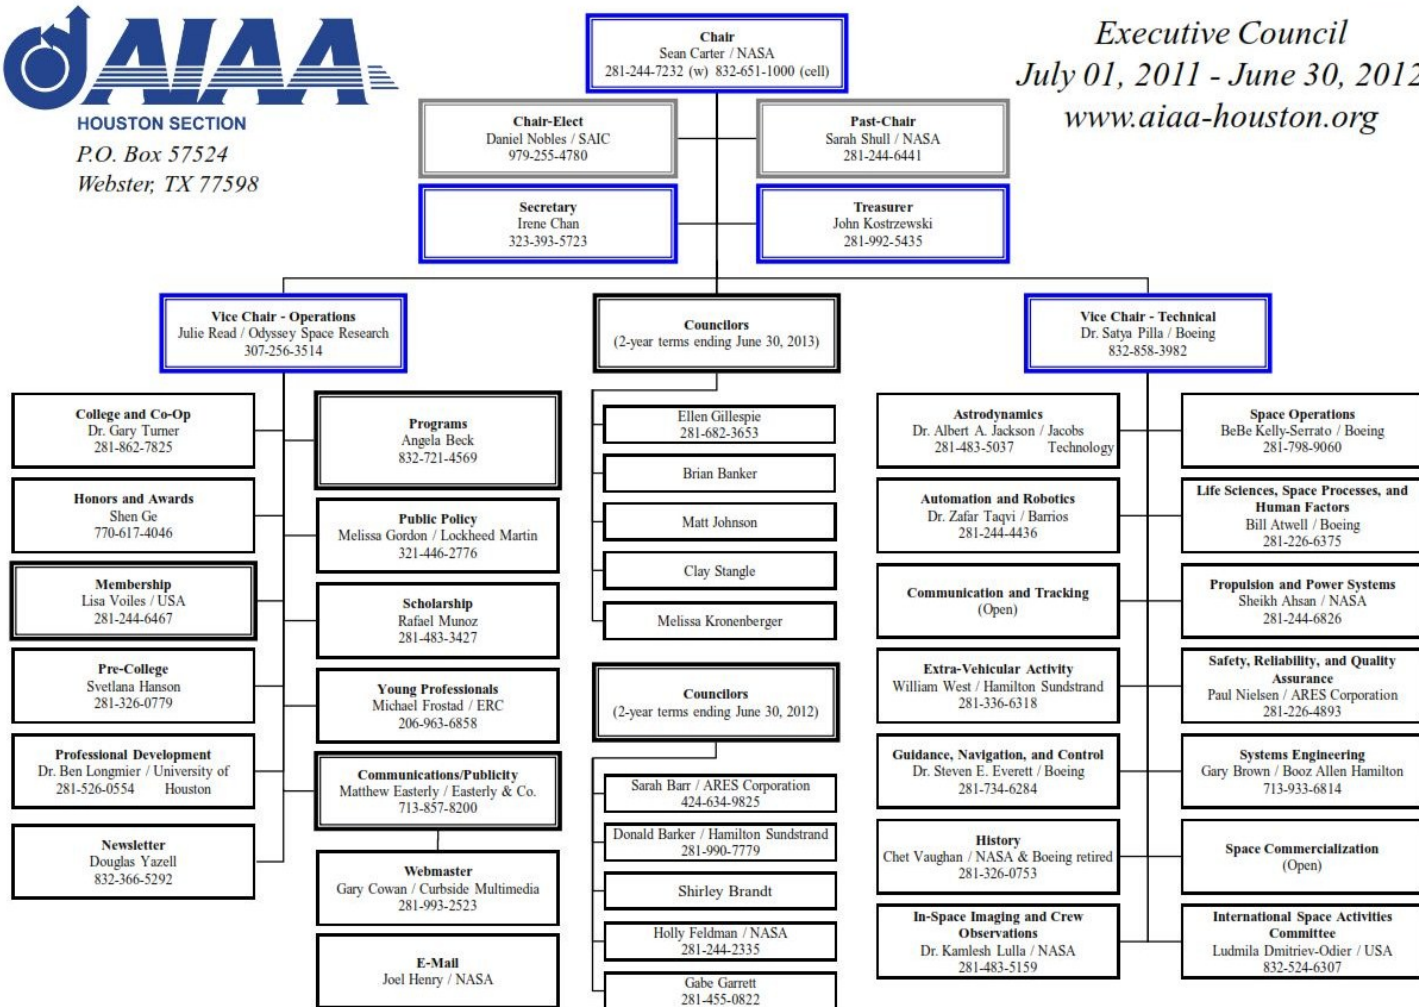 AIAA
HOUSTON SECTION
P.O. Box 57524
Webster, TX 77598
Executive Council
July 01, 2011 - June 30, 2012
www.aiaa-houston.org
Chair
Sean Carter / NASA
281-244-7232 (w) 832-651-1000 (cell)
Chair-Elect
Daniel Nobles / SAIC
979-255-4780
Past-Chair
Sarah Shull / NASA
281-244-6441
Secretary
Irene Chan
323-393-5723
Treasurer
John Kostrzewski
281-992-5435
Vice Chair - Operations
Julie Read / Odyssey Space Research
307-256-3514
College and Co-Op
Dr. Gary Turner
281-862-7825
Honors and Awards
Shen Ge
770-617-4046
Membership
Lisa Voiles / USA
281-244-6467
Pre-College
Svetlana Hanson
281-326-0779
Professional Development
Dr. Ben Longmier / University of
281-526-0554 Houston
Newsletter
Douglas Yazell
832-366-5292
Programs
Angela Beck
832-721-4569
Public Policy
Melissa Gordon / Lockheed Martin
321-446-2776
Scholarship
Rafael Munoz
281-483-3427
Young Professionals
Michael Frostad / ERC
206-963-6858
Communications/Publicity
Matthew Easterly / Easterly & Co.
713-857-8200
Webmaster
Gary Cowan / Curbside Multimedia
281-993-2523
E-Mail
Joel Henry / NASA
Councilors
(2-year terms ending June 30, 2013)
Ellen Gillespie
281-682-3653
Brian Banker
Matt Johnson
Clay Stangle
Melissa Kronenberger
Councilors
(2-year terms ending June 30, 2012)
Sarah Barr / ARES Corporation
424-634-9825
Donald Barker / Hamilton Sundstrand
281-990-7779
Shirley Brandt
Holly Feldman / NASA
281-244-2335
Gabe Garrett
281-455-0822
Vice Chair - Technical
Dr. Satya Pilla / Boeing
832-858-3982
Astrodynamics
Dr. Albert A. Jackson / Jacobs
281-483-5037 Technology
Automation and Robotics
Dr. Zafar Taqvi / Barrios
281-244-4436
Communication and Tracking
(Open)
Extra-Vehicular Activity
William West / Hamilton Sundstrand
281-336-6318
Guidance, Navigation, and Control
Dr. Steven E. Everett / Boeing
281-734-6284
History
Chet Vaughan / NASA & Boeing retired
281-326-0753
In-Space Imaging and Crew
Observations
Dr. Kamlesh Lulla / NASA
281-483-5159
Space Operations
BeBe Kelly-Serrato / Boeing
281-798-9060
Life Sciences, Space Processes, and
Human Factors
Bill Atwell / Boeing
281-226-6375
Propulsion and Power Systems
Sheikh Ahsan / NASA
281-244-6826
Safety, Reliability, and Quality
Assurance
Paul Nielsen / ARES Corporation
281-226-4893
Systems Engineering
Gary Brown / Booz Allen Hamilton
713-933-6814
Space Commercialization
(Open)
International Space Activities
Committee
Ludmila Dmitriev-Odier / USA
832-524-6307